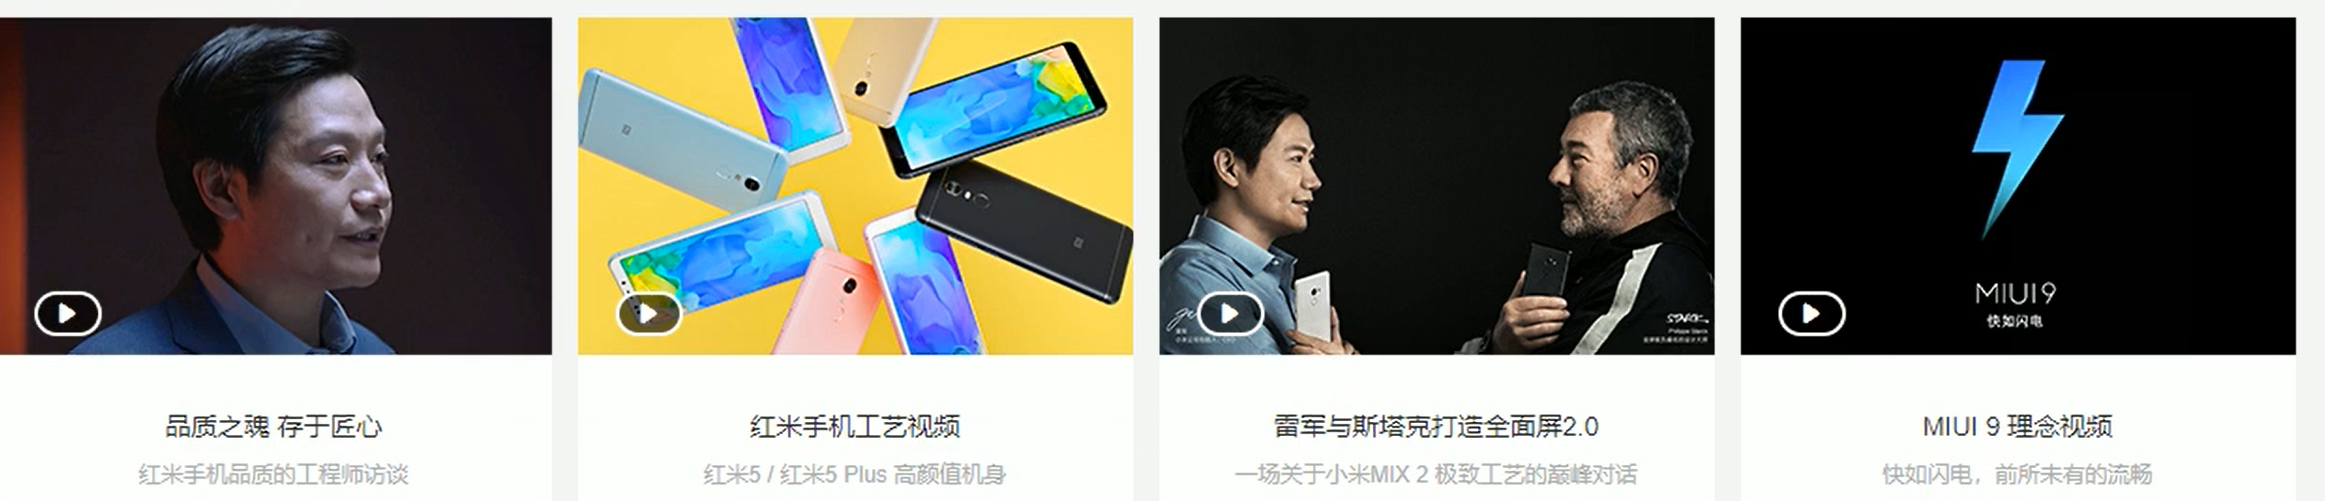 MIUI 9
快如闪电
品质之魂 存于匠心
红米手机品质的工程师访谈
红米手机工艺视频
红米5 / 红米5 Plus 高颜值机身
雷军与斯塔克打造全面屏2.0
一场关于小米MIX 2 极致工艺的巅峰对话
MIUI 9 理念视频
快如闪电，前所未有的流畅